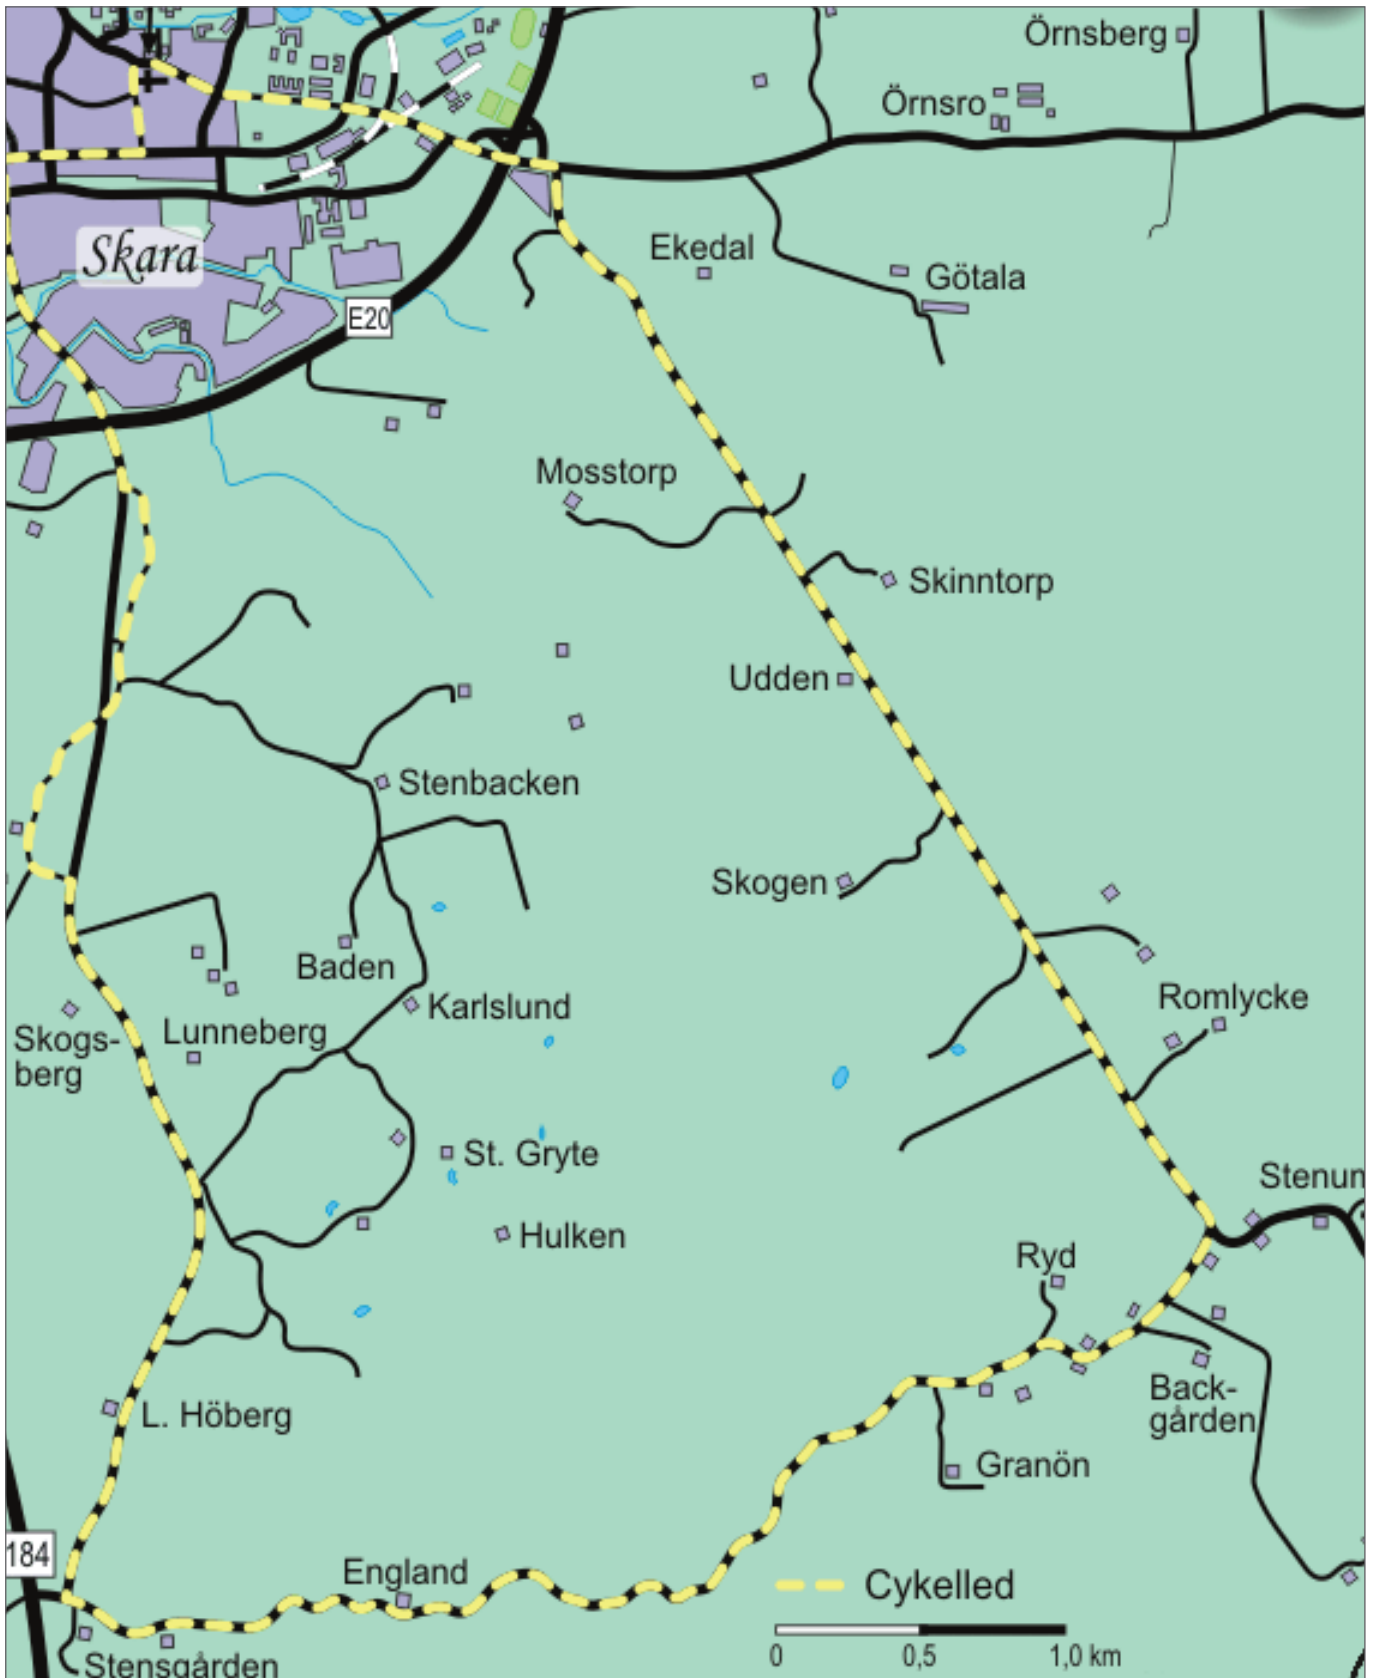 Örnsberg
Örnsro
Skara
Ekedal
Götala
E20
Mosstorp
Skinntorp
Udden
Stenbacken
Skogen
Baden
Romlycke
Karlslund
Lunneberg
Skogs-
berg
St. Gryte
Stenum
Hulken
Ryd
Back-
gården
L. Höberg
Granön
184
England
Cykelled
0 0,5 1,0 km
Stensgården